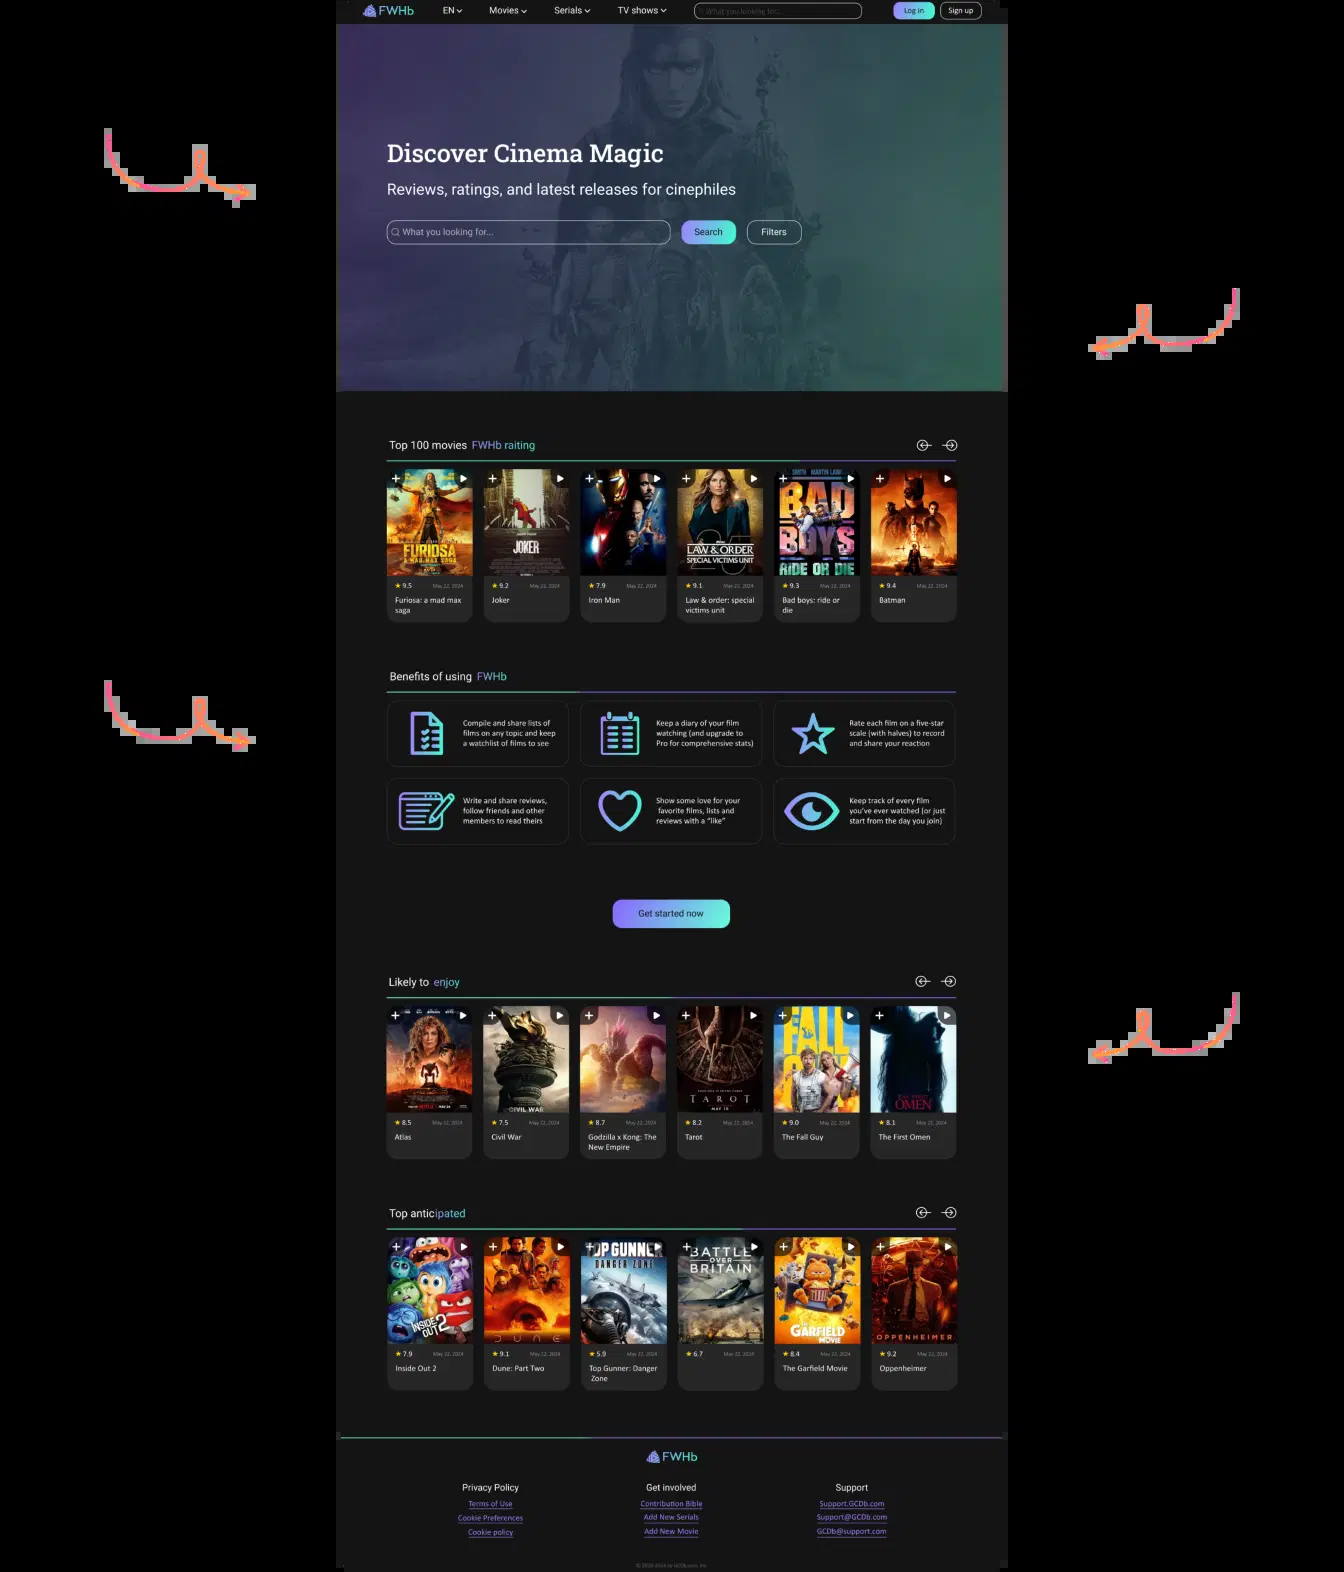 FWHb
EN Movies Serials TV shows What you looking for... Log in Sign up
Discover Cinema Magic
Reviews, ratings, and latest releases for cinephiles
What you looking for... Search Filters
Top 100 movies FWHb raiting
FURIOSA
A MAD MAX SAGA
JOKER
LAW & ORDER
SPECIAL VICTIMS UNIT
SMITH MARTIN LAW
BAD
BOYS
RIDE OR DIE
9.5 May 22, 2024
Furiosa: a mad max
saga
9.2 May 22, 2024
Joker
7.9 May 22, 2024
Iron Man
9.1 May 22, 2024
Law & order: special
victims unit
9.3 May 22, 2024
Bad boys: ride or
die
9.4 May 22, 2024
Batman
Benefits of using FWHb
Compile and share lists of
films on any topic and keep
a watchlist of films to see
Keep a diary of your film
watching (and upgrade to
Pro for comprehensive stats)
Rate each film on a five-star
scale (with halves) to record
and share your reaction
Write and share reviews,
follow friends and other
members to read theirs
Show some love for your
favorite films, lists and
reviews with a “like”
Keep track of every film
you’ve ever watched (or just
start from the day you join)
Get started now
Likely to enjoy
NETFLIX MAY 24
CIVIL WAR
TAROT
MAY 10
FALL
OMEN
8.5 May 22, 2024
Atlas
7.5 May 22, 2024
Civil War
8.7 May 22, 2024
Godzilla x Kong: The
New Empire
8.2 May 22, 2024
Tarot
9.0 May 22, 2024
The Fall Guy
8.1 May 22, 2024
The First Omen
Top anticipated
INSIDE
OUT 2
DUNE
TOP GUNNER
DANGER ZONE
BATTLE
OVER
BRITAIN
GARFIELD
MOVIE
OPPENHEIMER
7.9 May 22, 2024
Inside Out 2
9.1 May 22, 2024
Dune: Part Two
5.9 May 22, 2024
Top Gunner: Danger
Zone
6.7 May 22, 2024
8.4 May 22, 2024
The Garfield Movie
9.2 May 22, 2024
Oppenheimer
FWHb
Privacy Policy
Terms of Use
Cookie Preferences
Cookie policy
Get involved
Contribution Bible
Add New Serials
Add New Movie
Support
Support.GCDb.com
Support@GCDb.com
GCDb@support.com